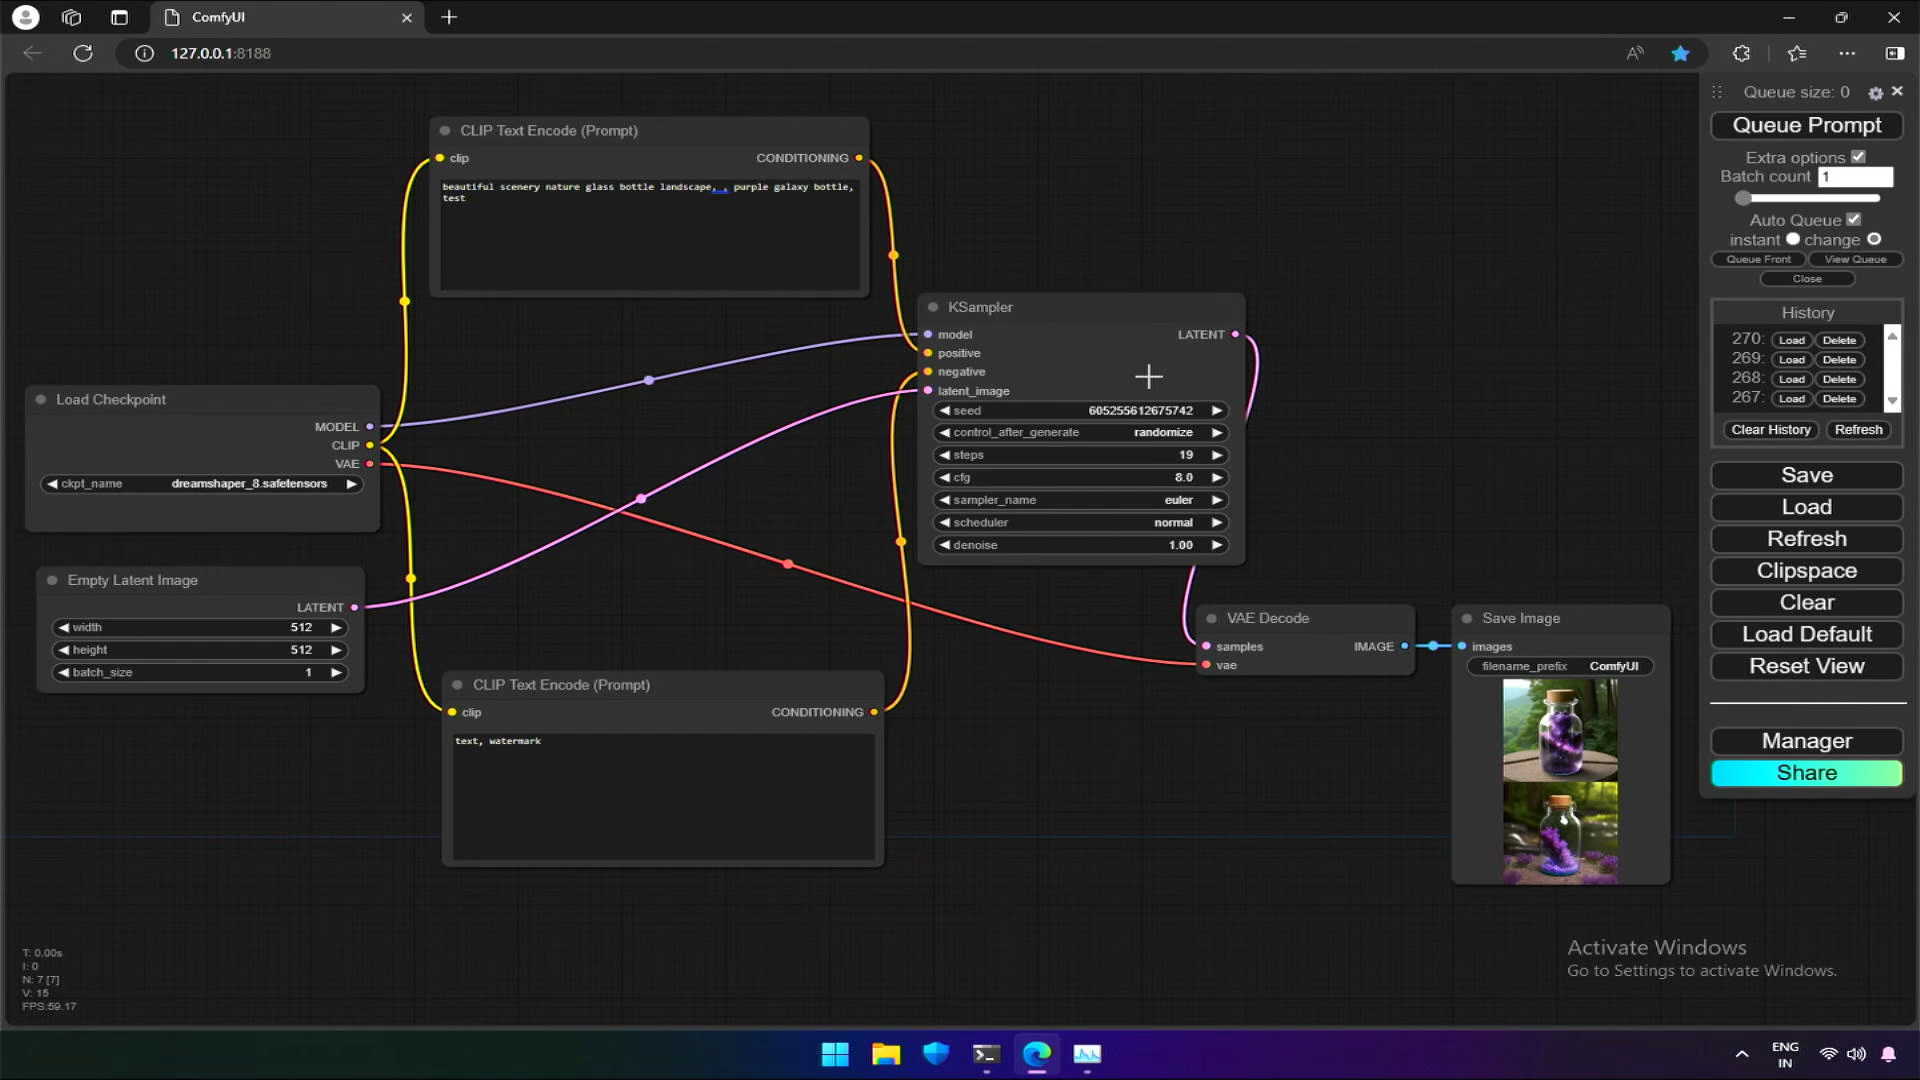 ComfyUI
127.0.0.1:8188
CLIP Text Encode (Prompt)
clip
CONDITIONING
beautiful scenery nature glass bottle landscape, , purple galaxy bottle,
test
Load Checkpoint
MODEL
CLIP
VAE
ckpt_name dreamshaper_8.safetensors
Empty Latent Image
LATENT
width 512
height 512
batch_size 1
CLIP Text Encode (Prompt)
clip
CONDITIONING
text, watermark
KSampler
model
LATENT
positive
negative
latent_image
seed 605255612675742
control_after_generate randomize
steps 19
cfg 8.0
sampler_name euler
scheduler normal
denoise 1.00
VAE Decode
samples
IMAGE
vae
Save Image
images
filename_prefix ComfyUI
Queue size: 0
Queue Prompt
Extra options
Batch count 1
Auto Queue
instant change
Queue Front View Queue
Close
History
270: Load Delete
269: Load Delete
268: Load Delete
267: Load Delete
Clear History Refresh
Save
Load
Refresh
Clipspace
Clear
Load Default
Reset View
Manager
Share
T: 0.00s
I: 0
N: 7 [7]
V: 15
FPS:59.17
Activate Windows
Go to Settings to activate Windows.
ENG
IN